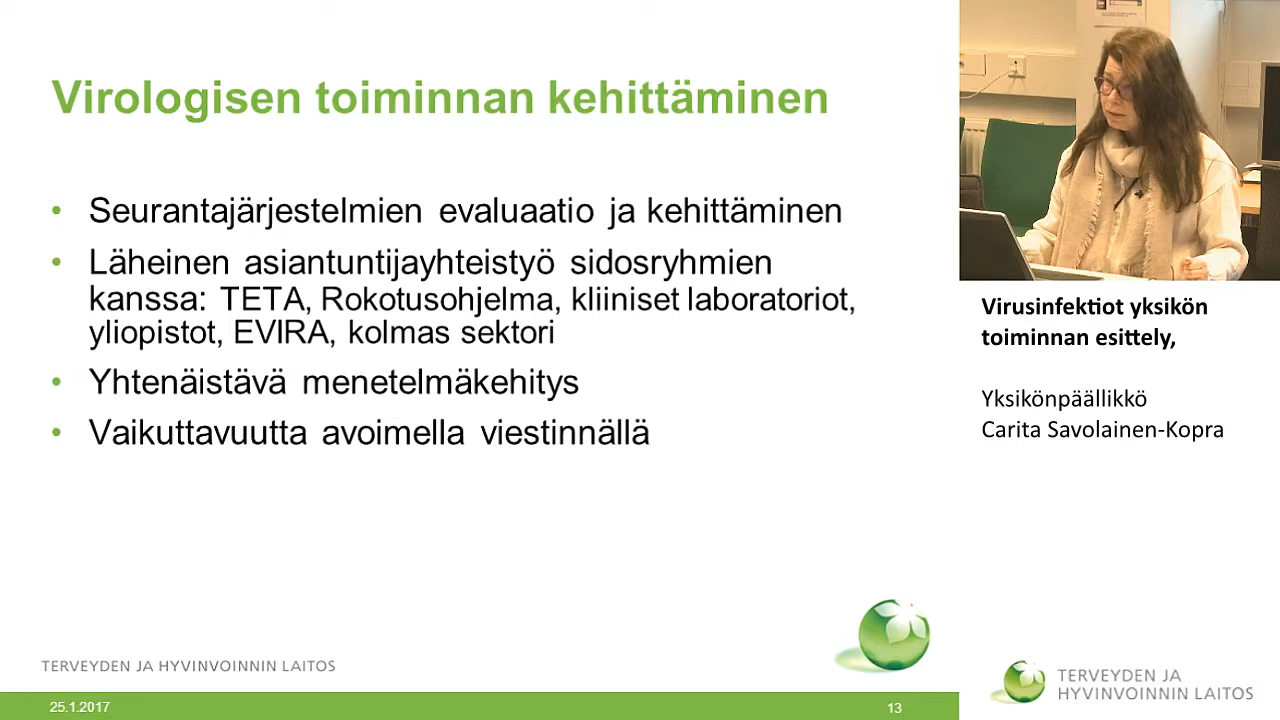 Virologisen toiminnan kehittäminen
• Seurantajärjestelmien evaluaatio ja kehittäminen
• Läheinen asiantuntijayhteistyö sidosryhmien
kanssa: TETA, Rokotusohjelma, kliiniset laboratoriot,
yliopistot, EVIRA, kolmas sektori
• Yhtenäistävä menetelmäkehitys
• Vaikuttavuutta avoimella viestinnällä
TERVEYDEN JA HYVINVOINNIN LAITOS
25.1.2017
13
Virusinfektiot yksikön
toiminnan esittely,
Yksikönpäällikkö
Carita Savolainen-Kopra
TERVEYDEN JA
HYVINVOINNIN LAITOS